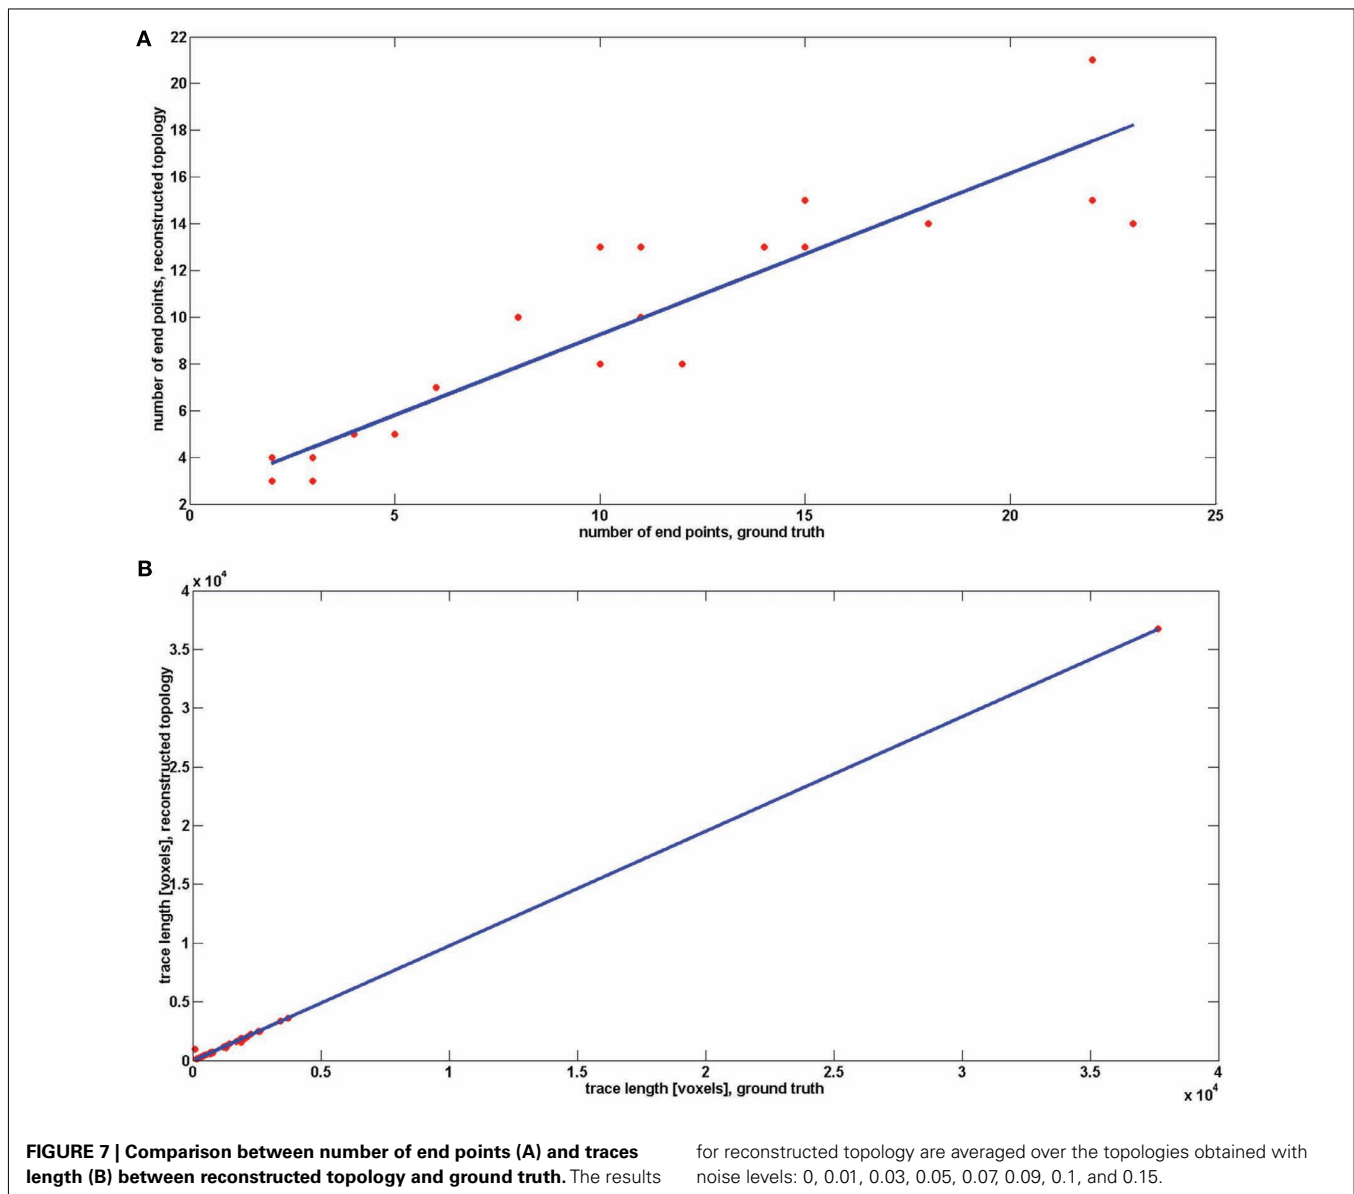 A
22
20
18
16
14
12
10
8
6
4
2
number of end points, reconstructed topology
0 5 10 15 20 25
number of end points, ground truth
B
x 10⁴
4
3.5
3
2.5
2
1.5
1
0.5
0
trace length [voxels], reconstructed topology
0 0.5 1 1.5 2 2.5 3 3.5 4
trace length [voxels], ground truth
x 10⁴
FIGURE 7 | Comparison between number of end points (A) and traces
length (B) between reconstructed topology and ground truth. The results
for reconstructed topology are averaged over the topologies obtained with
noise levels: 0, 0.01, 0.03, 0.05, 0.07, 0.09, 0.1, and 0.15.